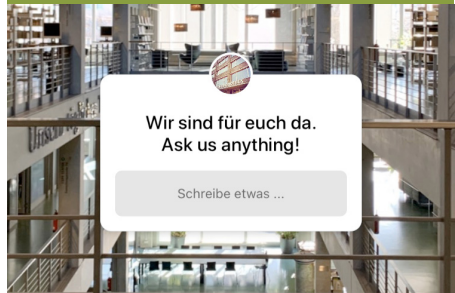 Wir sind für euch da.
Ask us anything!
Schreibe etwas ...